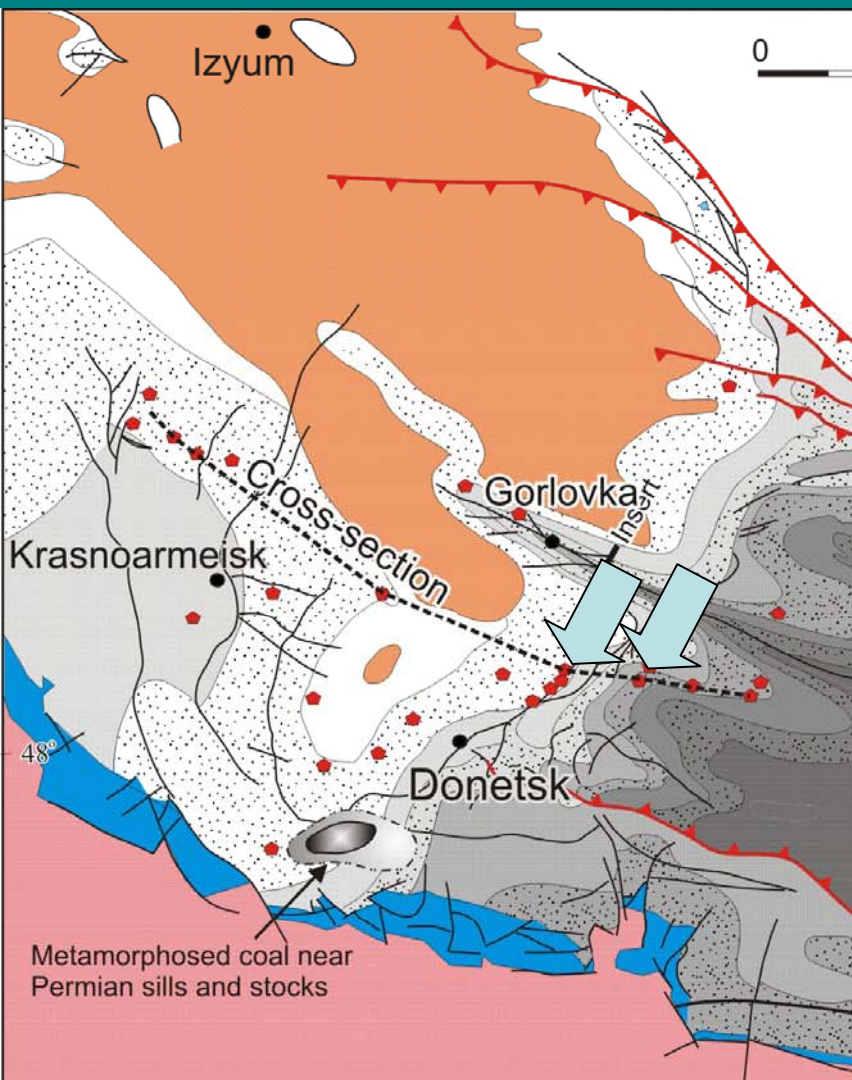 Izyum
0
Cross-section
Gorlovka
Insert
Krasnoarmeisk
48°
Donetsk
Metamorphosed coal near
Permian sills and stocks